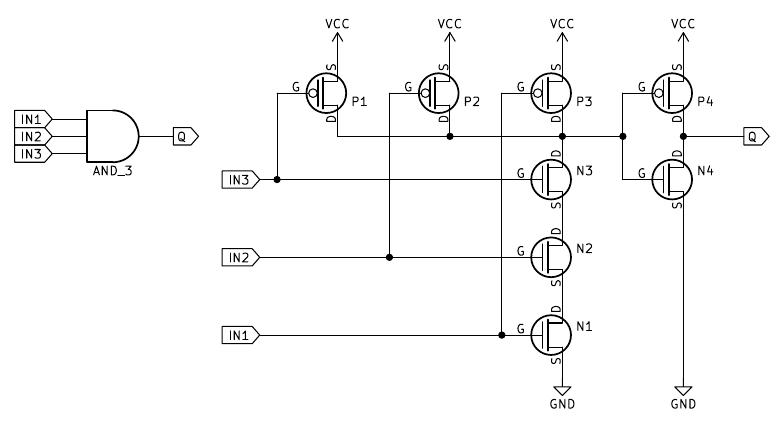 VCC VCC VCC VCC
S S S S
G P1 G P2 G P3 G P4
D D D D
IN1
IN2 Q Q
IN3
AND_3
D D
IN3 G N3 G N4
S S
D
IN2 G N2
S
D
IN1 G N1
S
GND GND